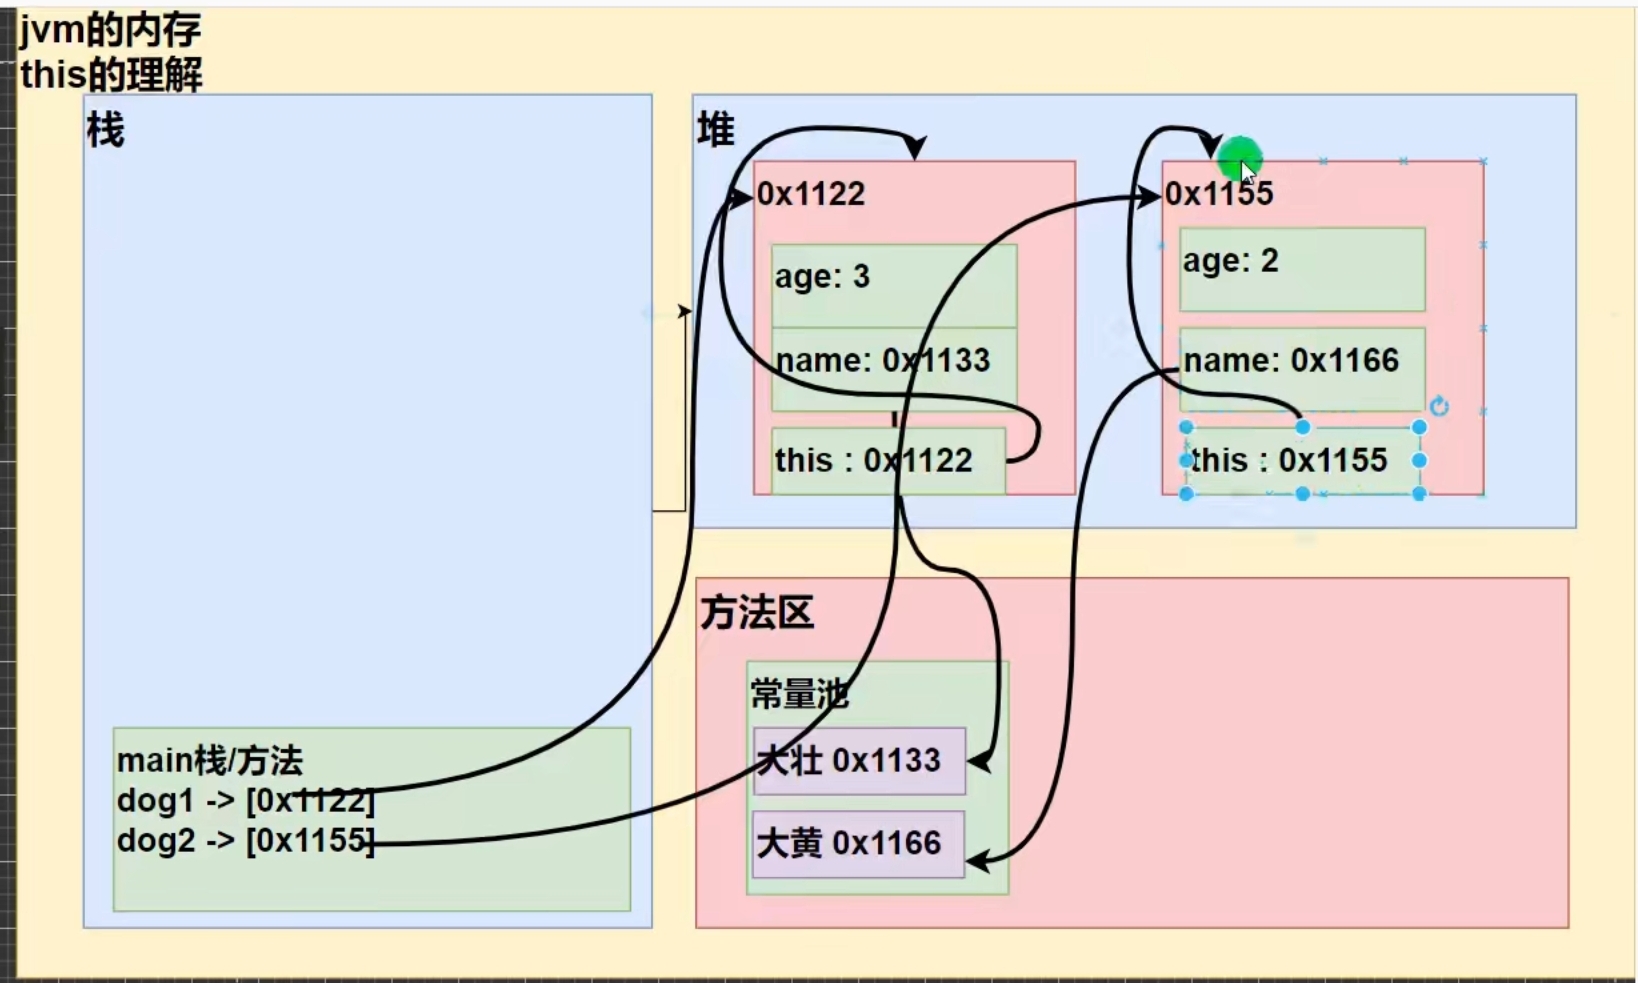 jvm的内存
this的理解
栈
main栈/方法
dog1 -> [0x1122]
dog2 -> [0x1155]
堆
0x1122
age: 3
name: 0x1133
this : 0x1122
0x1155
age: 2
name: 0x1166
this : 0x1155
方法区
常量池
大壮 0x1133
大黄 0x1166